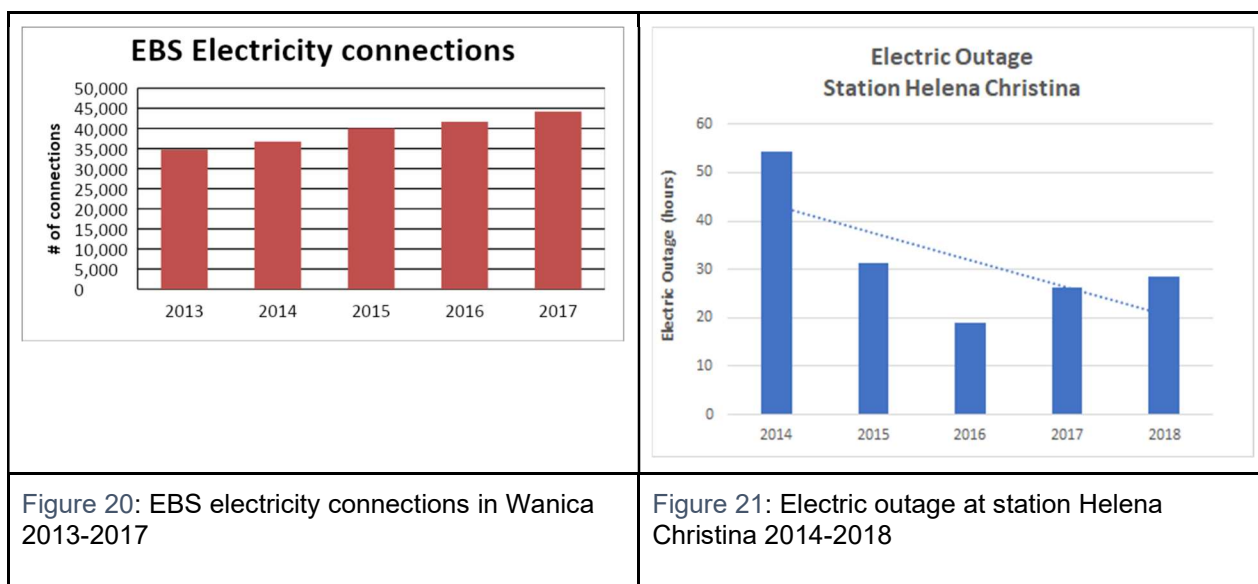 EBS Electricity connections
# of connections
50,000
45,000
40,000
35,000
30,000
25,000
20,000
15,000
10,000
5,000
0
2013 2014 2015 2016 2017
Electric Outage
Station Helena Christina
Electric Outage (hours)
60
50
40
30
20
10
0
2014 2015 2016 2017 2018
Figure 20: EBS electricity connections in Wanica
2013-2017
Figure 21: Electric outage at station Helena
Christina 2014-2018